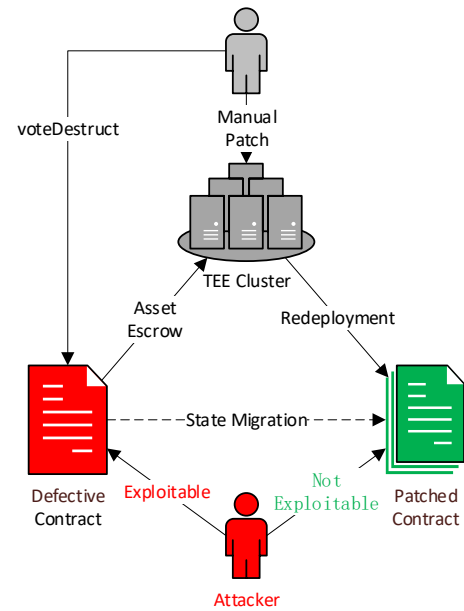 voteDestruct
Manual
Patch
TEE Cluster
Asset
Escrow
Redeployment
State Migration
Defective
Contract
Exploitable
Not
Exploitable
Patched
Contract
Attacker